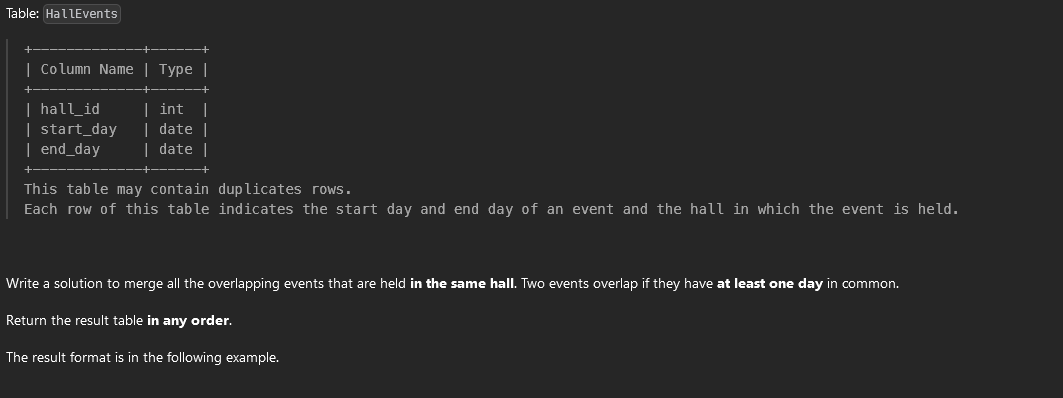 Table: HallEvents
+-------------+------+
| Column Name | Type |
+-------------+------+
| hall_id     | int  |
| start_day   | date |
| end_day     | date |
+-------------+------+
This table may contain duplicates rows.
Each row of this table indicates the start day and end day of an event and the hall in which the event is held.
Write a solution to merge all the overlapping events that are held in the same hall. Two events overlap if they have at least one day in common.
Return the result table in any order.
The result format is in the following example.